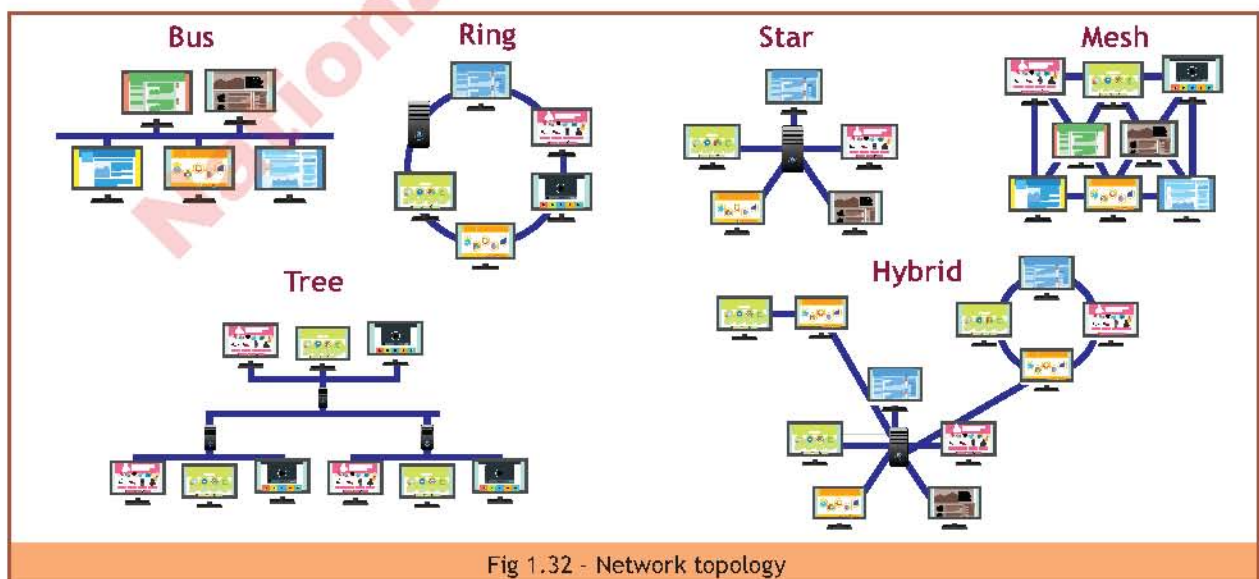 Bus
Ring
Star
Mesh
Tree
Hybrid
Fig 1.32 - Network topology